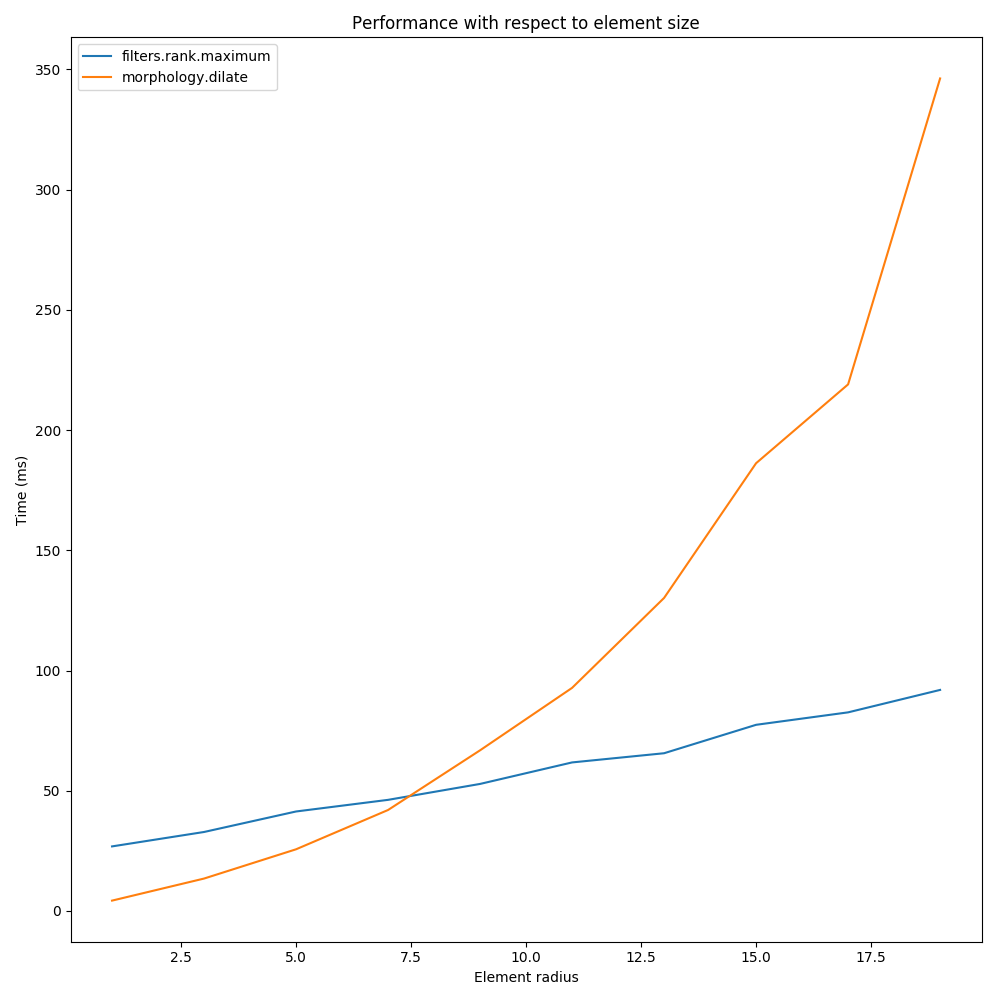 Performance with respect to element size
filters.rank.maximum
morphology.dilate
350
300
250
200
150
100
50
0
Time (ms)
2.5 5.0 7.5 10.0 12.5 15.0 17.5
Element radius